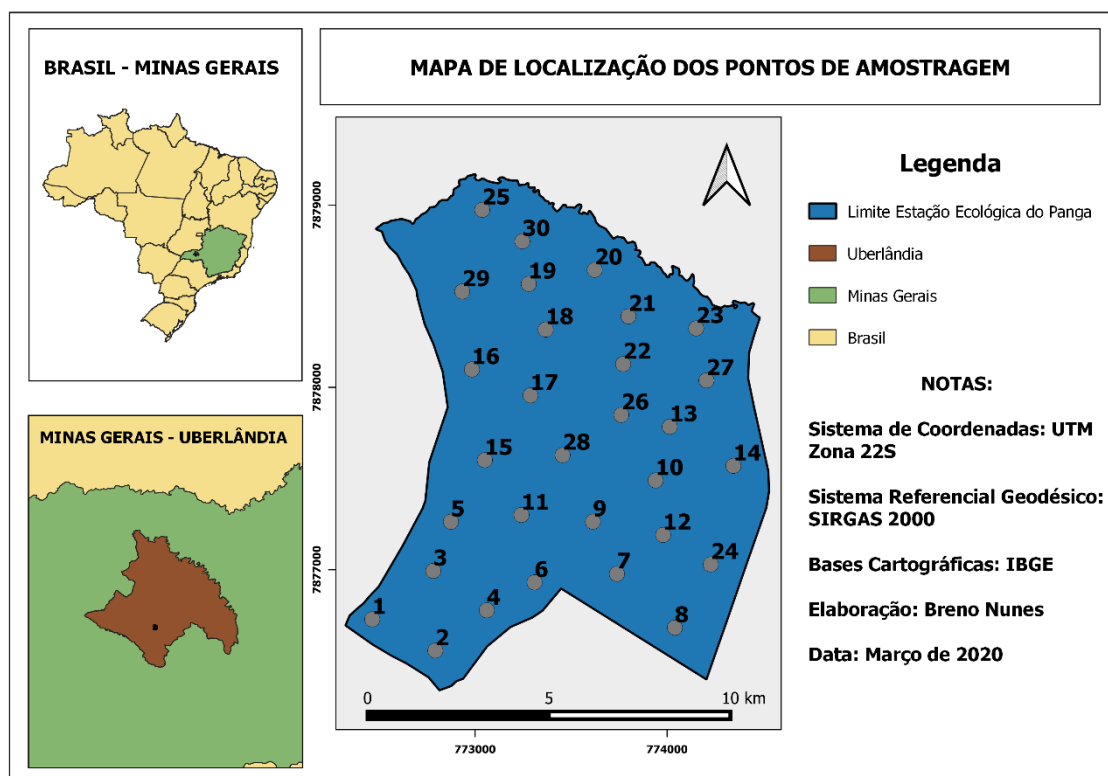 BRASIL - MINAS GERAIS
MAPA DE LOCALIZAÇÃO DOS PONTOS DE AMOSTRAGEM
MINAS GERAIS - UBERLÂNDIA
7879000
7878000
7877000
25
30
20
29
19
21
18
23
22
16
27
17
26
13
28
15
14
10
5
11
9
12
3
6
7
24
1
4
8
2
0
5
10 km
773000
774000
Legenda
Limite Estação Ecológica do Panga
Uberlândia
Minas Gerais
Brasil
NOTAS:
Sistema de Coordenadas: UTM
Zona 22S
Sistema Referencial Geodésico:
SIRGAS 2000
Bases Cartográficas: IBGE
Elaboração: Breno Nunes
Data: Março de 2020